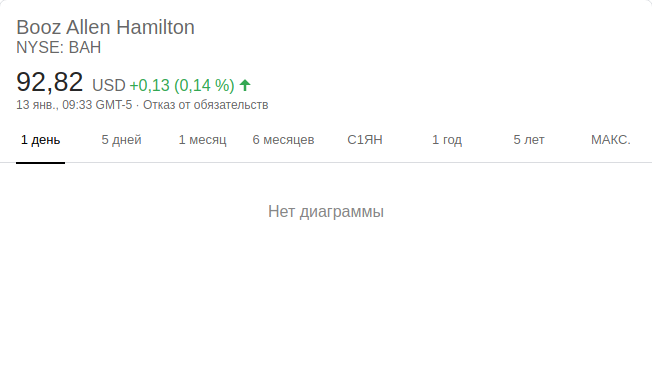 Booz Allen Hamilton
NYSE: BAH
92,82 USD +0,13 (0,14 %)
13 янв., 09:33 GMT-5 · Отказ от обязательств
1 день 5 дней 1 месяц 6 месяцев С1ЯН 1 год 5 лет МАКС.
Нет диаграммы